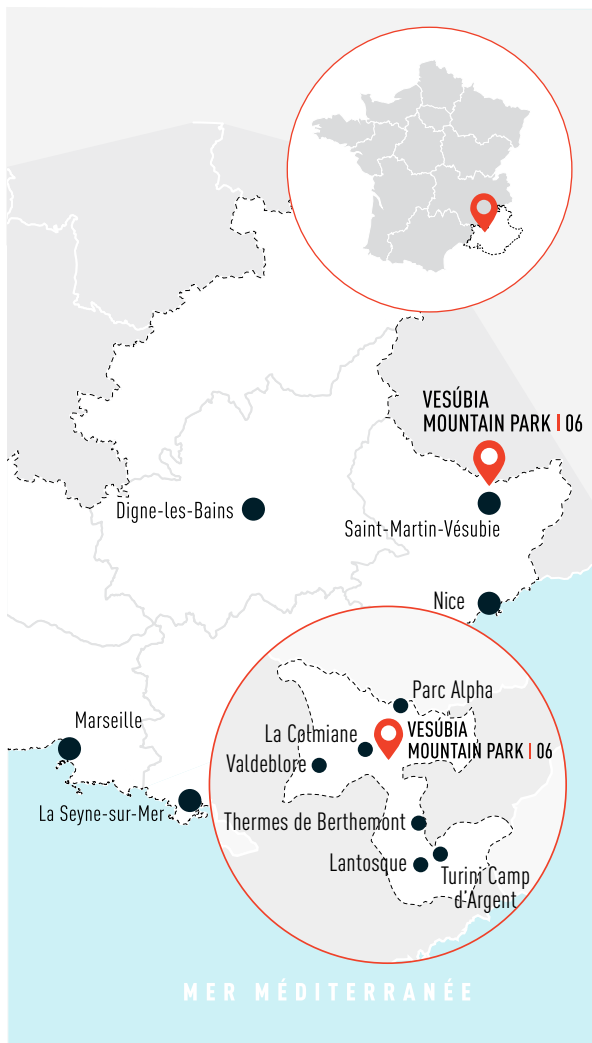 VESÚBIA
MOUNTAIN PARK | 06
Digne-les-Bains
Saint-Martin-Vésubie
Nice
Parc Alpha
Marseille
La Colmiane
VESÚBIA
MOUNTAIN PARK | 06
Valdeblore
La Seyne-sur-Mer
Thermes de Berthemont
Lantosque
Turini Camp
d'Argent
MER MÉDITERRANÉE